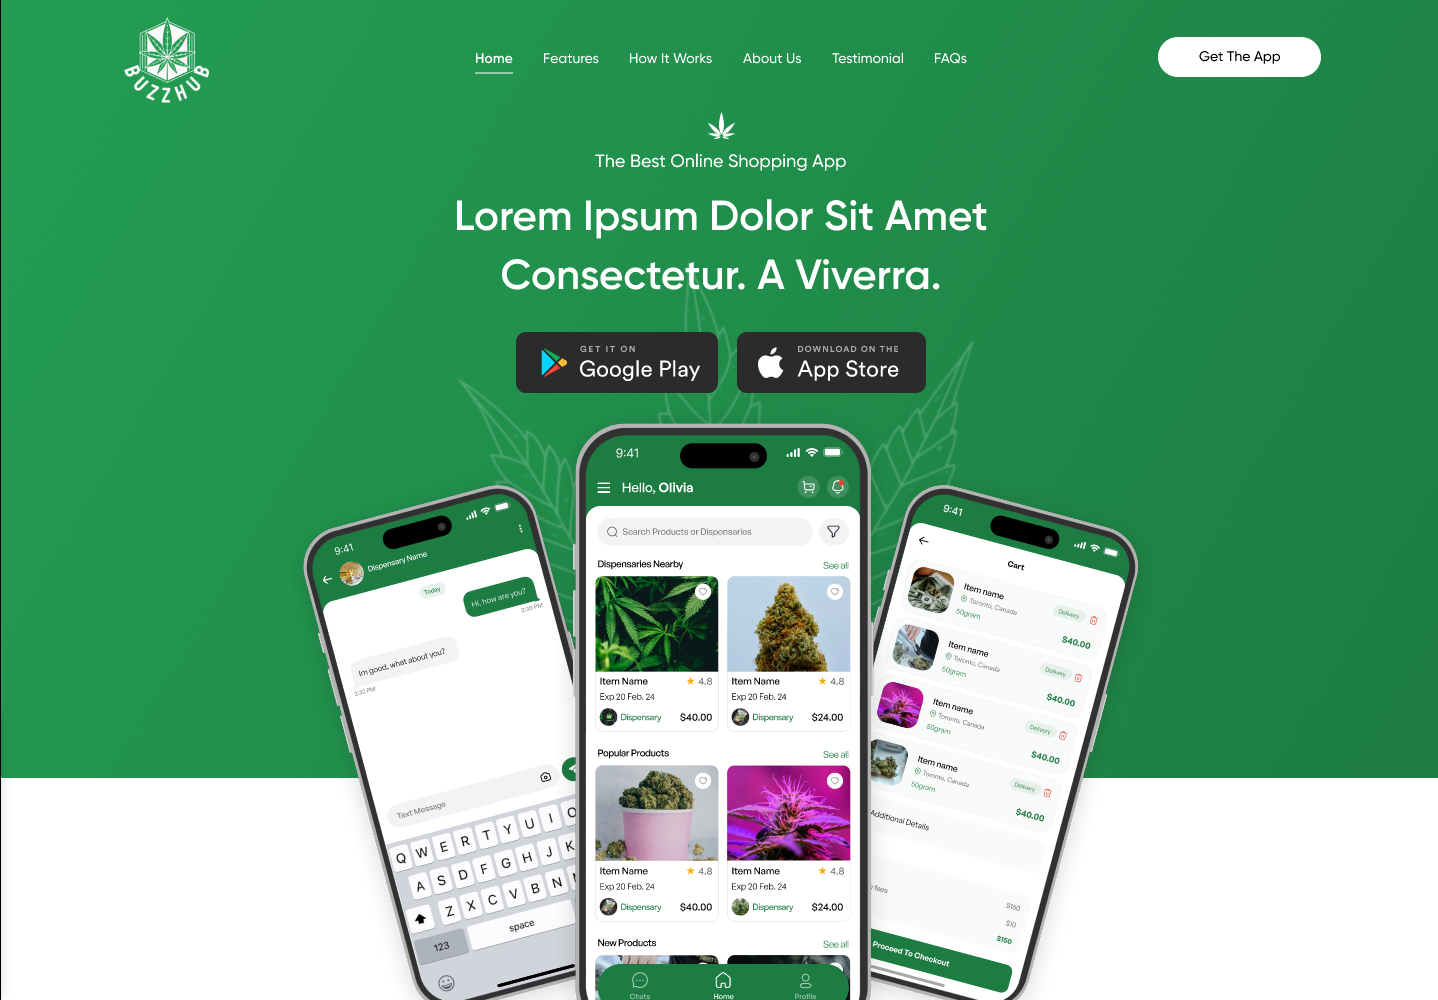 BUZZHUB
Home Features How It Works About Us Testimonial FAQs
Get The App
The Best Online Shopping App
Lorem Ipsum Dolor Sit Amet
Consectetur. A Viverra.
GET IT ON
Google Play
DOWNLOAD ON THE
App Store
9:41
Dispensary Name
Today
Hi, how are you?
2:30 PM
Im good, what about you?
2:32 PM
Text Message
Q W E R T Y U I O
A S D F G H J K
Z X C V B N
123 space
9:41
Hello, Olivia
Search Products or Dispensaries
Dispensaries Nearby See all
Item Name 4.8
Exp 20 Feb. 24
Dispensary $40.00
Item Name 4.8
Exp 20 Feb. 24
Dispensary $24.00
Popular Products See all
Item Name 4.8
Exp 20 Feb. 24
Dispensary $40.00
Item Name 4.8
Exp 20 Feb. 24
Dispensary $24.00
New Products See all
Chats Home Profile
9:41
Cart
Item name
Toronto, Canada
50gram
Delivery
$40.00
Item name
Toronto, Canada
50gram
Delivery
$40.00
Item name
Toronto, Canada
50gram
Delivery
$40.00
Item name
Toronto, Canada
50gram
Delivery
$40.00
Additional Details
fees
$160
$10
$150
Proceed To Checkout